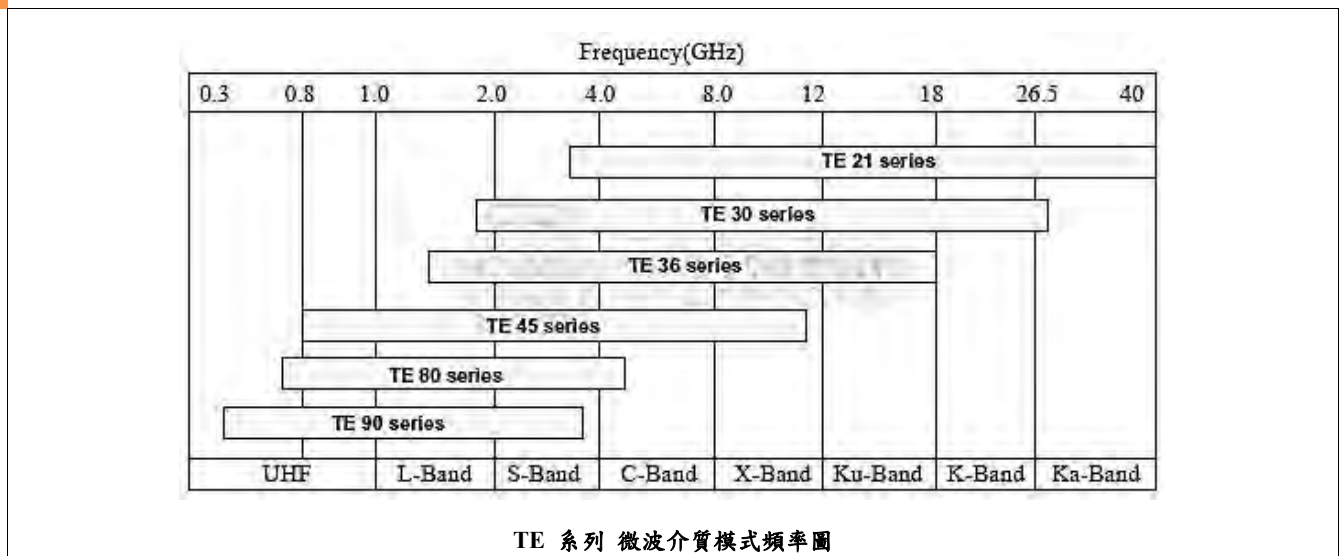 Frequency(GHz)
0.3 0.8 1.0 2.0 4.0 8.0 12 18 26.5 40
TE 21 series
TE 30 series
TE 36 series
TE 45 series
TE 80 series
TE 90 series
UHF L-Band S-Band C-Band X-Band Ku-Band K-Band Ka-Band
TE 系列 微波介質模式頻率圖